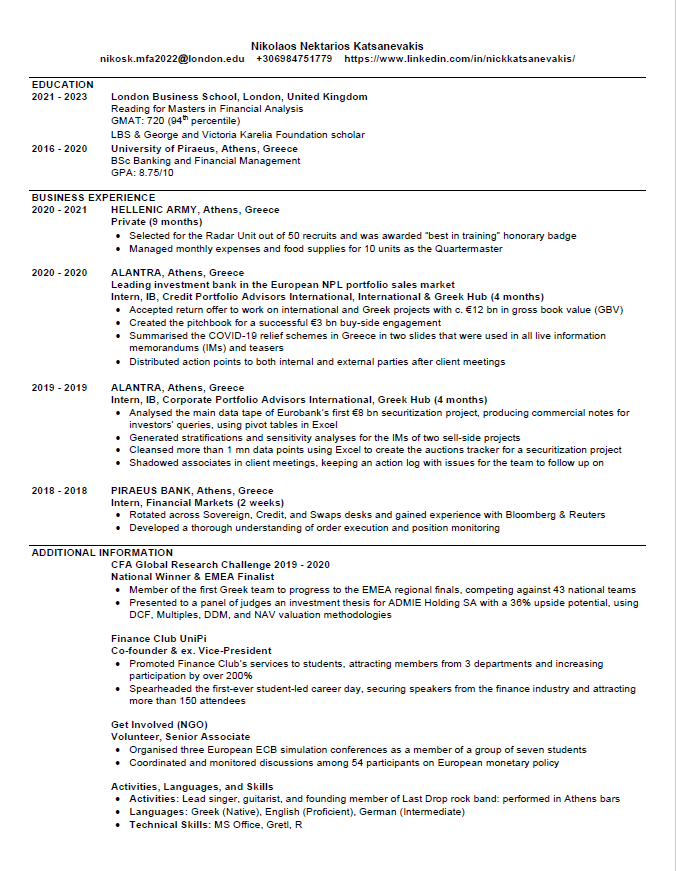 Nikolaos Nektarios Katsanevakis
nikosk.mfa2022@london.edu +306984751779 https://www.linkedin.com/in/nickkatsanevakis/
EDUCATION
2021 - 2023 London Business School, London, United Kingdom
Reading for Masters in Financial Analysis
GMAT: 720 (94th percentile)
LBS & George and Victoria Karelia Foundation scholar
2016 - 2020 University of Piraeus, Athens, Greece
BSc Banking and Financial Management
GPA: 8.75/10
BUSINESS EXPERIENCE
2020 - 2021 HELLENIC ARMY, Athens, Greece
Private (9 months)
• Selected for the Radar Unit out of 50 recruits and was awarded "best in training" honorary badge
• Managed monthly expenses and food supplies for 10 units as the Quartermaster
2020 - 2020 ALANTRA, Athens, Greece
Leading investment bank in the European NPL portfolio sales market
Intern, IB, Credit Portfolio Advisors International, International & Greek Hub (4 months)
• Accepted return offer to work on international and Greek projects with c. €12 bn in gross book value (GBV)
• Created the pitchbook for a successful €3 bn buy-side engagement
• Summarised the COVID-19 relief schemes in Greece in two slides that were used in all live information
memorandums (IMs) and teasers
• Distributed action points to both internal and external parties after client meetings
2019 - 2019 ALANTRA, Athens, Greece
Intern, IB, Corporate Portfolio Advisors International, Greek Hub (4 months)
• Analysed the main data tape of Eurobank's first €8 bn securitization project, producing commercial notes for
investors' queries, using pivot tables in Excel
• Generated stratifications and sensitivity analyses for the IMs of two sell-side projects
• Cleansed more than 1 mn data points using Excel to create the auctions tracker for a securitization project
• Shadowed associates in client meetings, keeping an action log with issues for the team to follow up on
2018 - 2018 PIRAEUS BANK, Athens, Greece
Intern, Financial Markets (2 weeks)
• Rotated across Sovereign, Credit, and Swaps desks and gained experience with Bloomberg & Reuters
• Developed a thorough understanding of order execution and position monitoring
ADDITIONAL INFORMATION
CFA Global Research Challenge 2019 - 2020
National Winner & EMEA Finalist
• Member of the first Greek team to progress to the EMEA regional finals, competing against 43 national teams
• Presented to a panel of judges an investment thesis for ADMIE Holding SA with a 36% upside potential, using
DCF, Multiples, DDM, and NAV valuation methodologies
Finance Club UniPi
Co-founder & ex. Vice-President
• Promoted Finance Club's services to students, attracting members from 3 departments and increasing
participation by over 200%
• Spearheaded the first-ever student-led career day, securing speakers from the finance industry and attracting
more than 150 attendees
Get Involved (NGO)
Volunteer, Senior Associate
• Organised three European ECB simulation conferences as a member of a group of seven students
• Coordinated and monitored discussions among 54 participants on European monetary policy
Activities, Languages, and Skills
• Activities: Lead singer, guitarist, and founding member of Last Drop rock band: performed in Athens bars
• Languages: Greek (Native), English (Proficient), German (Intermediate)
• Technical Skills: MS Office, Gretl, R